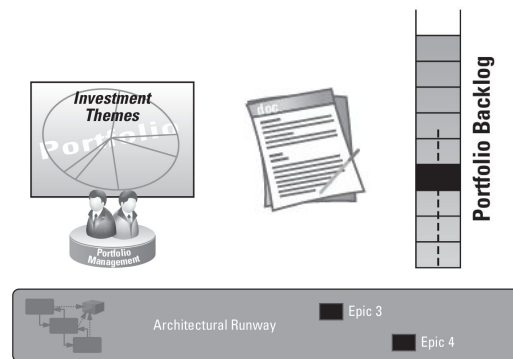 Investment
Themes
Portfolio
Portfolio
Management
doc
Portfolio Backlog
Architectural Runway
Epic 3
Epic 4